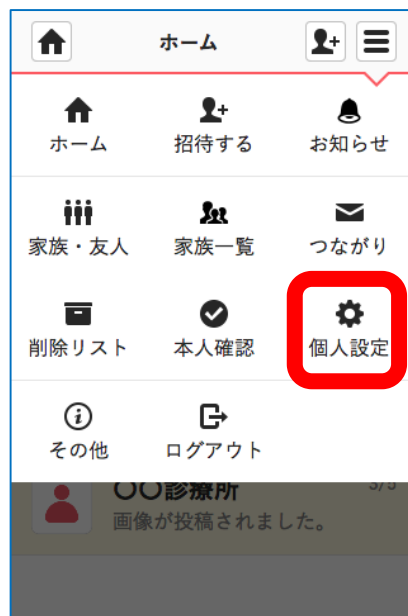 ホーム
ホーム 招待する お知らせ
家族・友人 家族一覧 つながり
削除リスト 本人確認 個人設定
その他 ログアウト
〇〇診療所 3/5
画像が投稿されました。